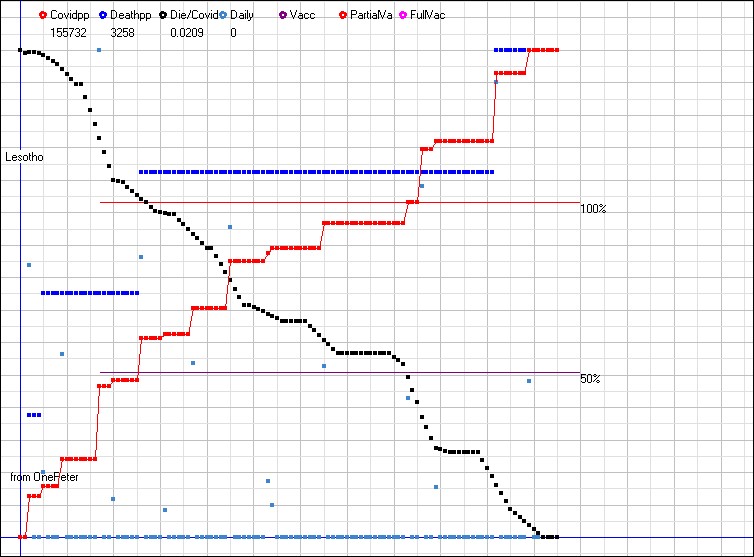 Covidpp Deathpp Die/Covid Daily Vacc PartialVa FullVac
155732 3258 0.0209 0
Lesotho
100%
50%
from OnePeter